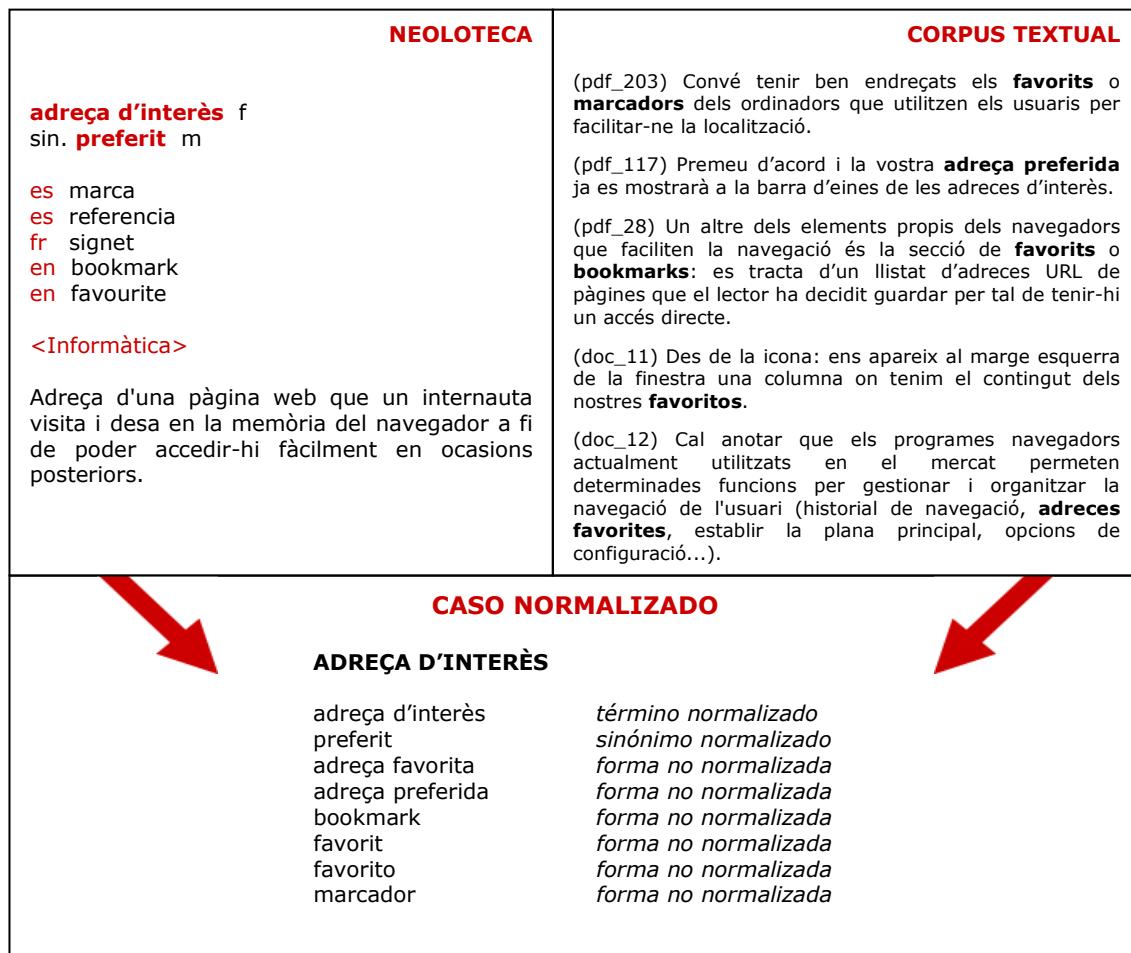 NEOLOTECA
adreça d’interès f
sin. preferit m
es marca
es referencia
fr signet
en bookmark
en favourite
<Informàtica>
Adreça d'una pàgina web que un internauta
visita i desa en la memòria del navegador a fi
de poder accedir-hi fàcilment en ocasions
posteriors.
CORPUS TEXTUAL
(pdf_203) Convé tenir ben endreçats els favorits o
marcadors dels ordinadors que utilitzen els usuaris per
facilitar-ne la localització.
(pdf_117) Premeu d’acord i la vostra adreça preferida
ja es mostrarà a la barra d’eines de les adreces d’interès.
(pdf_28) Un altre dels elements propis dels navegadors
que faciliten la navegació és la secció de favorits o
bookmarks: es tracta d’un llistat d’adreces URL de
pàgines que el lector ha decidit guardar per tal de tenir-hi
un accés directe.
(doc_11) Des de la icona: ens apareix al marge esquerra
de la finestra una columna on tenim el contingut dels
nostres favoritos.
(doc_12) Cal anotar que els programes navegadors
actualment utilitzats en el mercat permeten
determinades funcions per gestionar i organitzar la
navegació de l'usuari (historial de navegació, adreces
favorites, establir la plana principal, opcions de
configuració...).
CASO NORMALIZADO
ADREÇA D’INTERÈS
adreça d’interès término normalizado
preferit sinónimo normalizado
adreça favorita forma no normalizada
adreça preferida forma no normalizada
bookmark forma no normalizada
favorit forma no normalizada
favorito forma no normalizada
marcador forma no normalizada